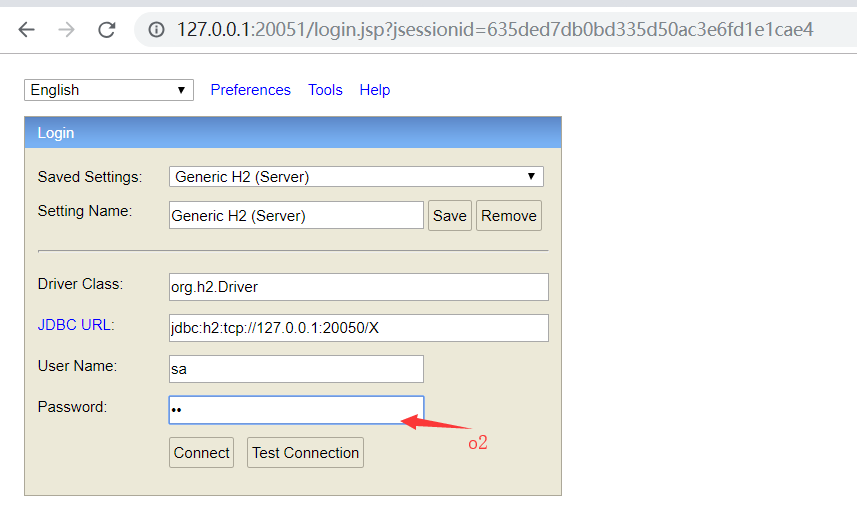 127.0.0.1:20051/login.jsp?jsessionid=635ded7db0bd335d50ac3e6fd1e1cae4
English Preferences Tools Help
Login
Saved Settings: Generic H2 (Server)
Setting Name: Generic H2 (Server) Save Remove
Driver Class: org.h2.Driver
JDBC URL: jdbc:h2:tcp://127.0.0.1:20050/X
User Name: sa
Password: ••
o2
Connect Test Connection